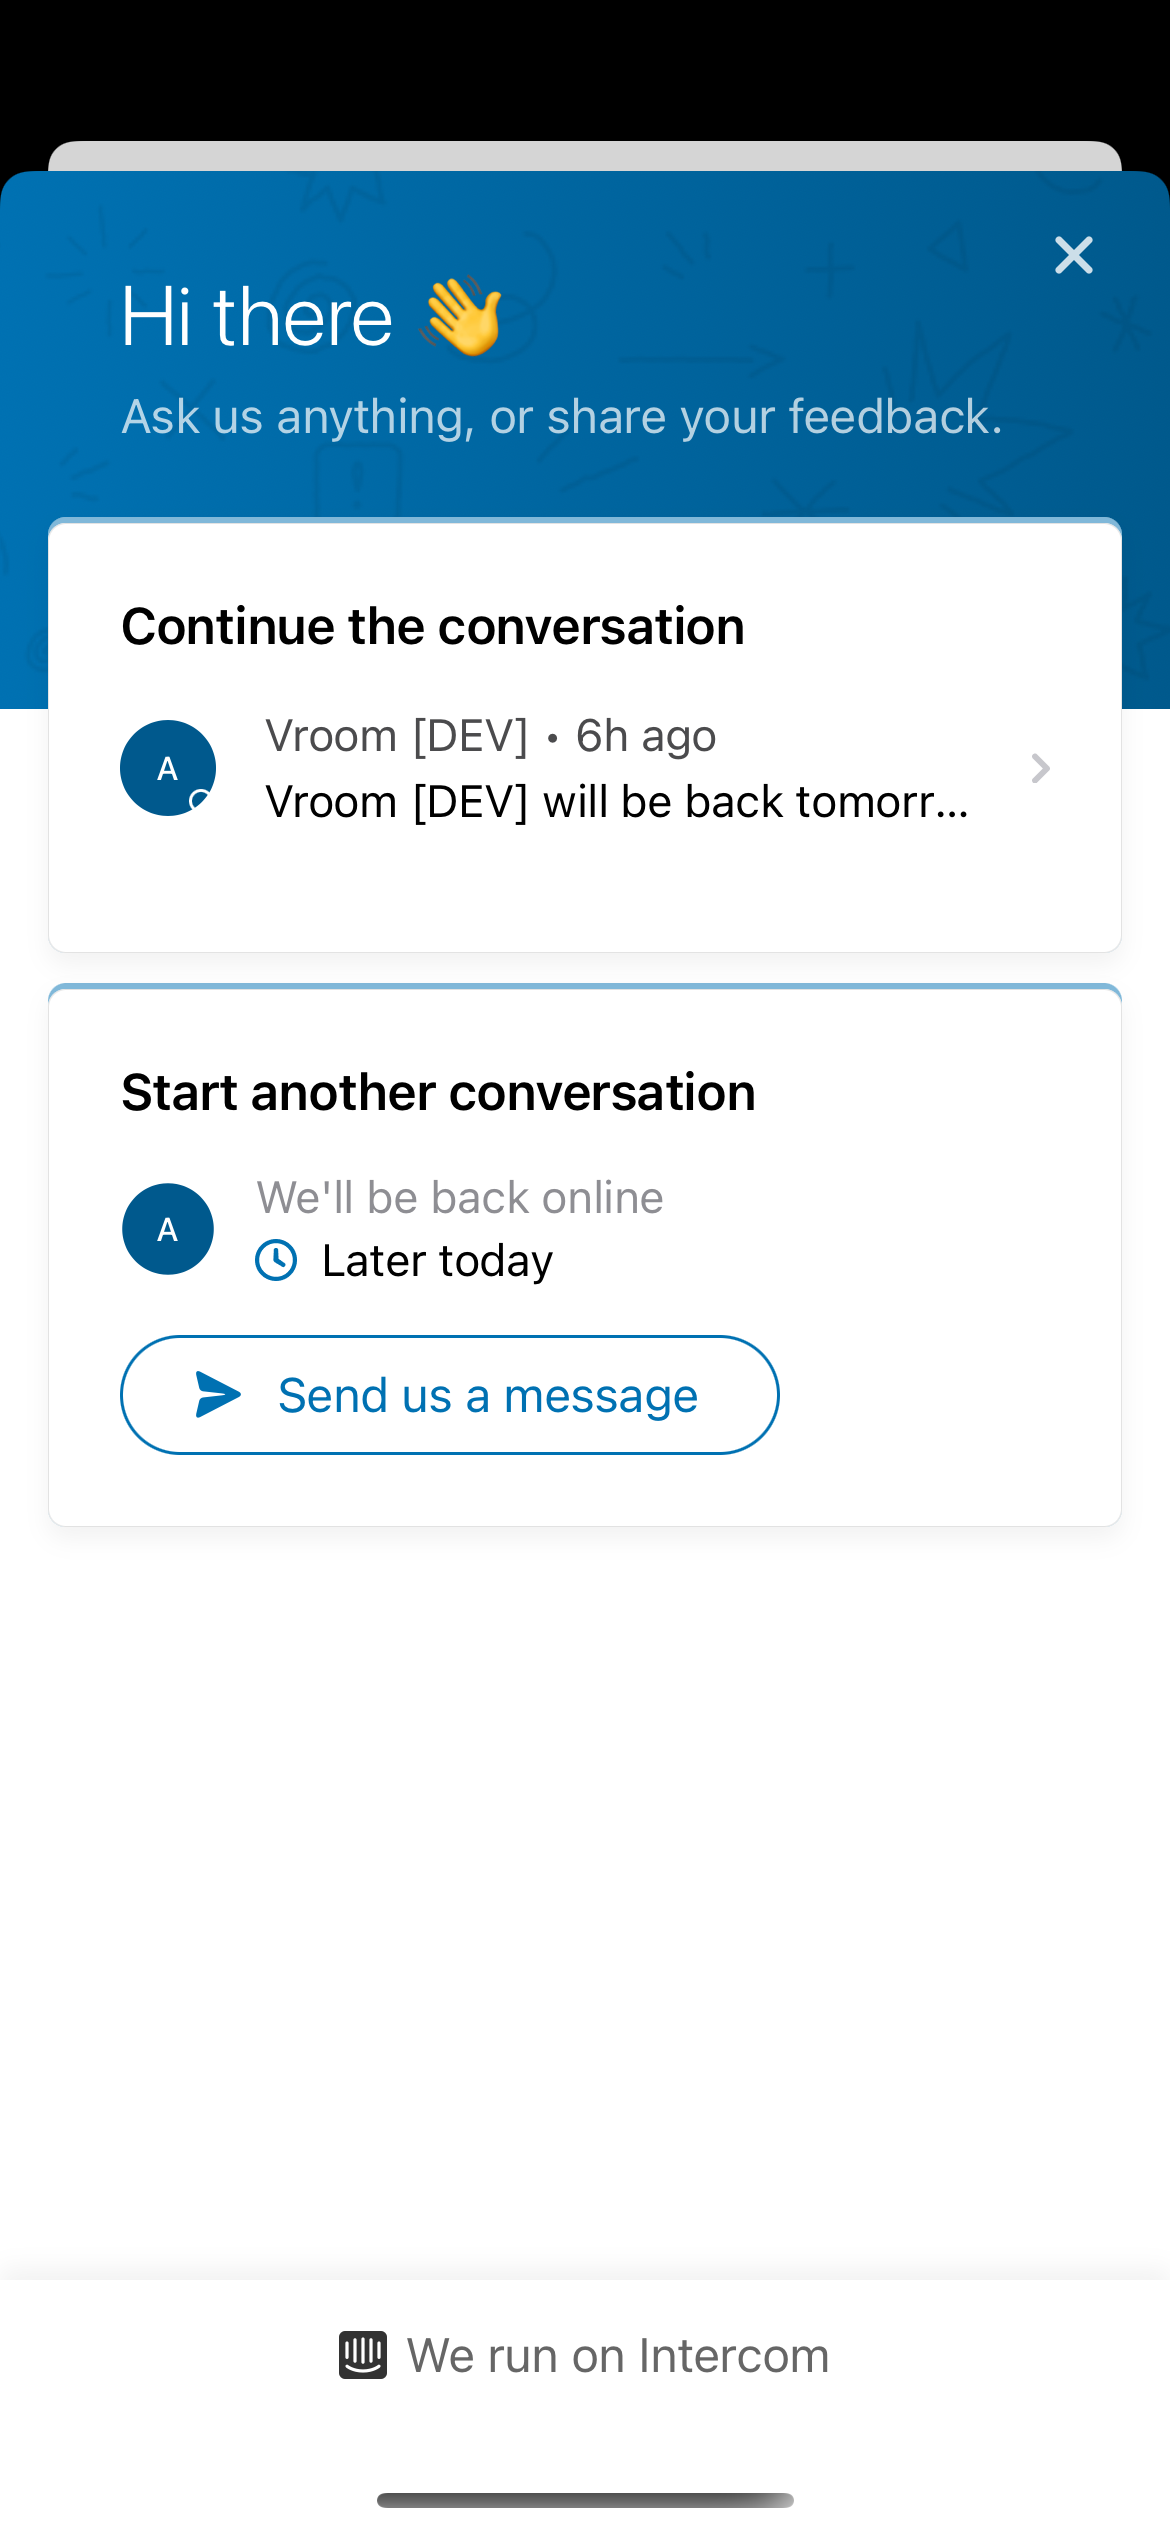 Hi there 👋
Ask us anything, or share your feedback.
Continue the conversation
A
Vroom [DEV] • 6h ago
Vroom [DEV] will be back tomorr...
Start another conversation
A
We'll be back online
Later today
Send us a message
We run on Intercom